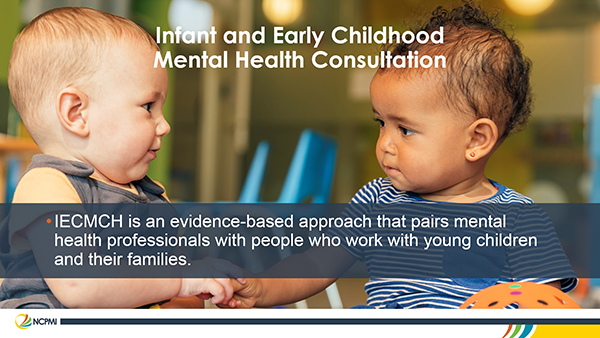 Infant and Early Childhood
Mental Health Consultation
•IECMCH is an evidence-based approach that pairs mental
health professionals with people who work with young children
and their families.
NCPMI